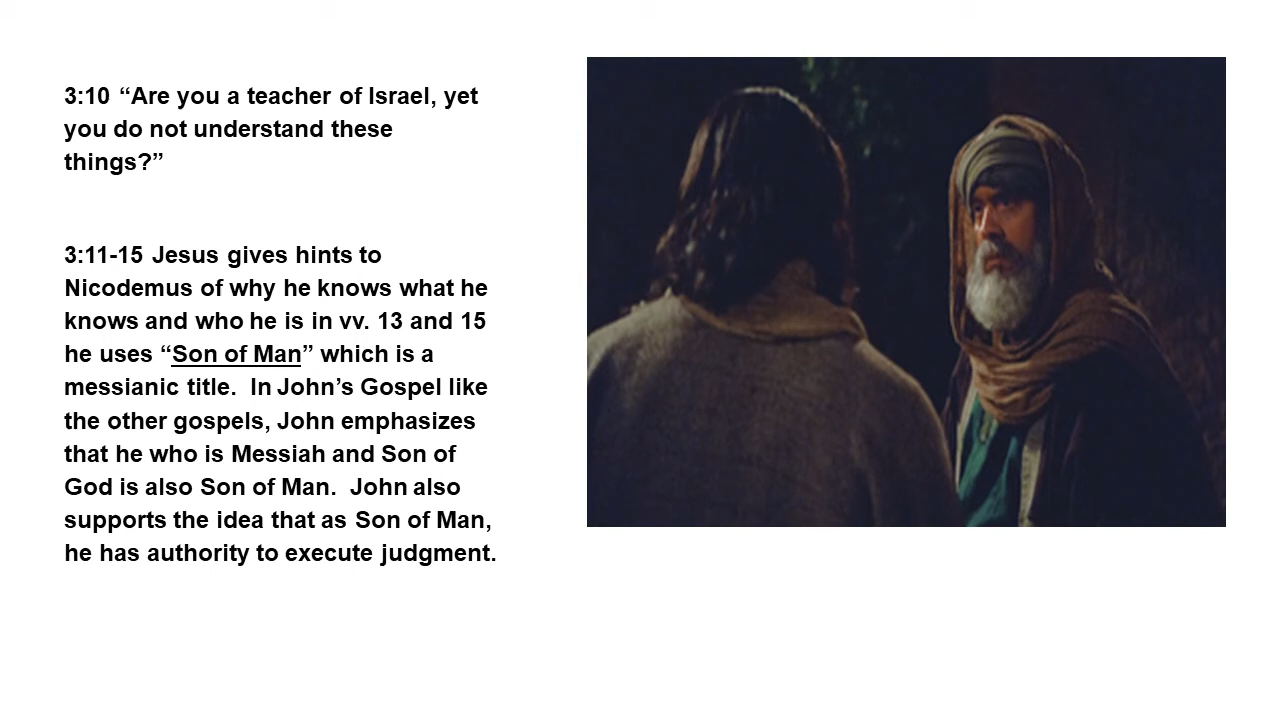 3:10 “Are you a teacher of Israel, yet
you do not understand these
things?”
3:11-15 Jesus gives hints to
Nicodemus of why he knows what he
knows and who he is in vv. 13 and 15
he uses “Son of Man” which is a
messianic title.  In John’s Gospel like
the other gospels, John emphasizes
that he who is Messiah and Son of
God is also Son of Man.  John also
supports the idea that as Son of Man,
he has authority to execute judgment.